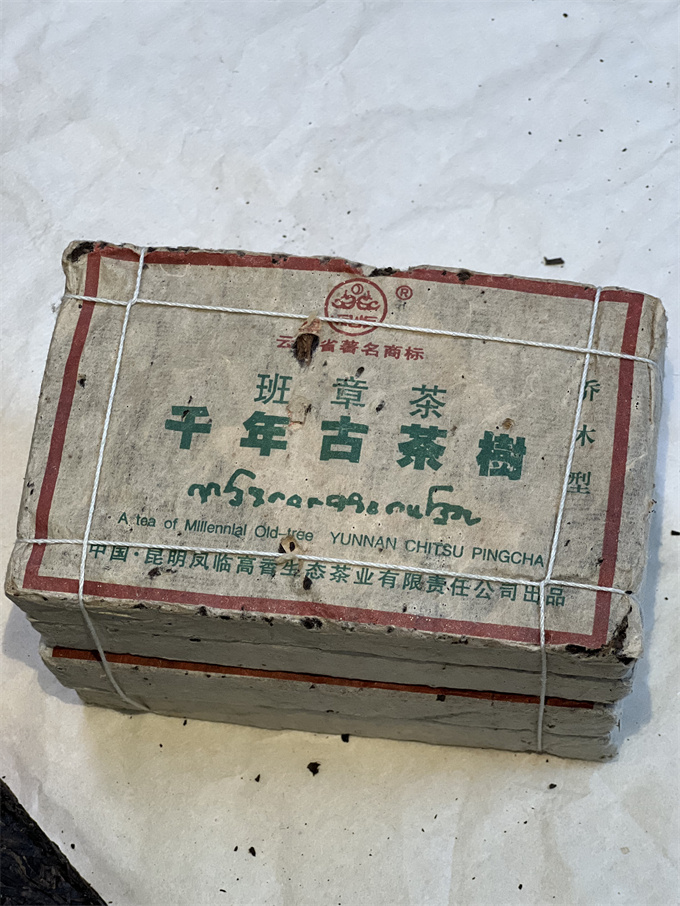 ®
云省著名商标
班章茶
千年古茶樹
乔木型
A tea of Millennial Old-tree YUNNAN CHITSU PINGCHA
中国·昆明凤临高香生态茶业有限责任公司出品